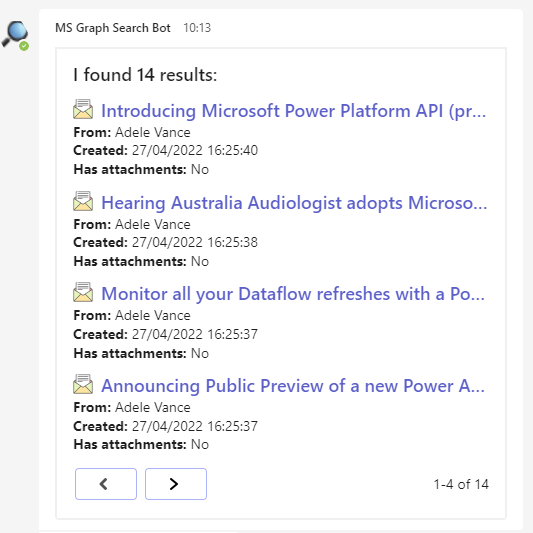 MS Graph Search Bot 10:13
I found 14 results:
Introducing Microsoft Power Platform API (pr...
From: Adele Vance
Created: 27/04/2022 16:25:40
Has attachments: No
Hearing Australia Audiologist adopts Microso...
From: Adele Vance
Created: 27/04/2022 16:25:38
Has attachments: No
Monitor all your Dataflow refreshes with a Po...
From: Adele Vance
Created: 27/04/2022 16:25:37
Has attachments: No
Announcing Public Preview of a new Power A...
From: Adele Vance
Created: 27/04/2022 16:25:37
Has attachments: No
1-4 of 14